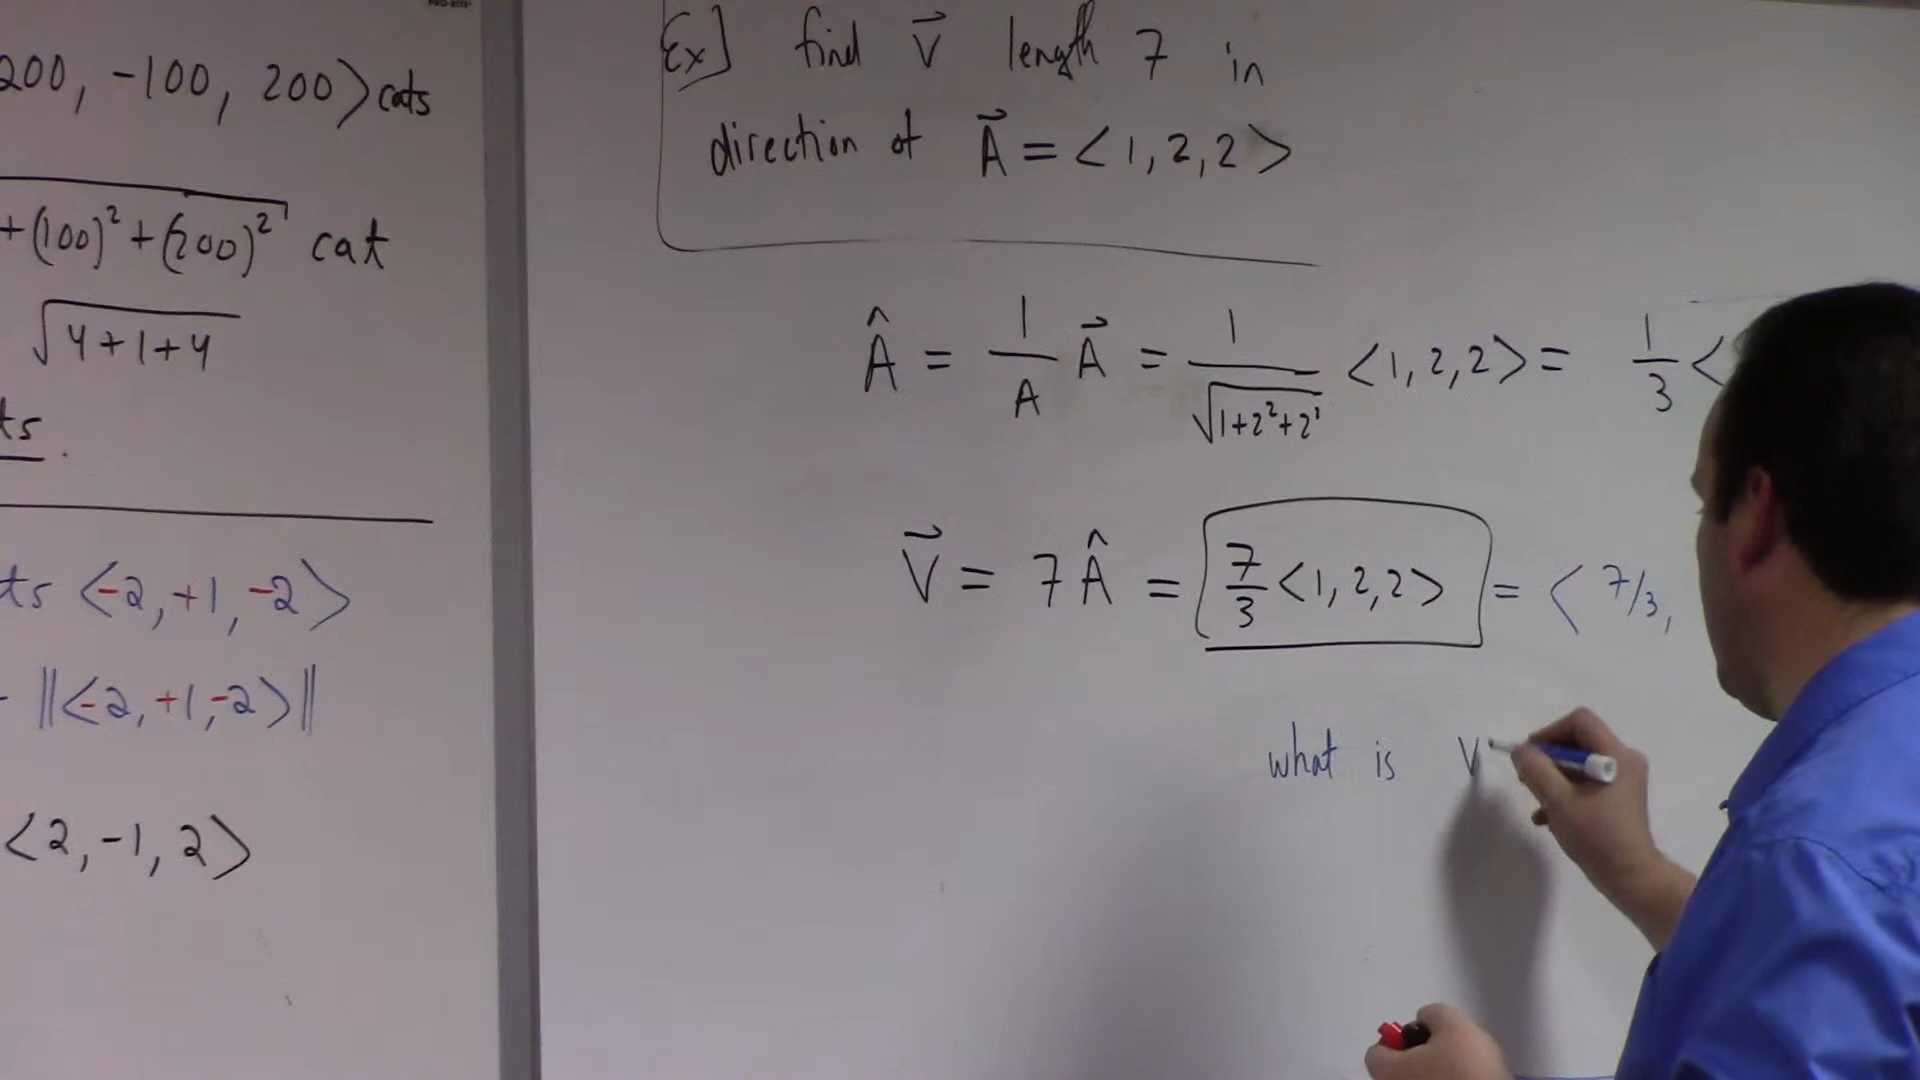 200, -100, 200⟩ cats
+(100)² + (200)² cat
√4+1+4
ts.
ts <-2, +1, -2>
||<-2, +1, -2>||
<2, -1, 2>
Ex] find V⃗ length 7 in
direction of A⃗ = <1, 2, 2>
Â = 1/A A⃗ = 1/√1+2²+2² <1, 2, 2> = 1/3 <
V⃗ = 7Â = 7/3 <1, 2, 2> = < 7/3,
what is V